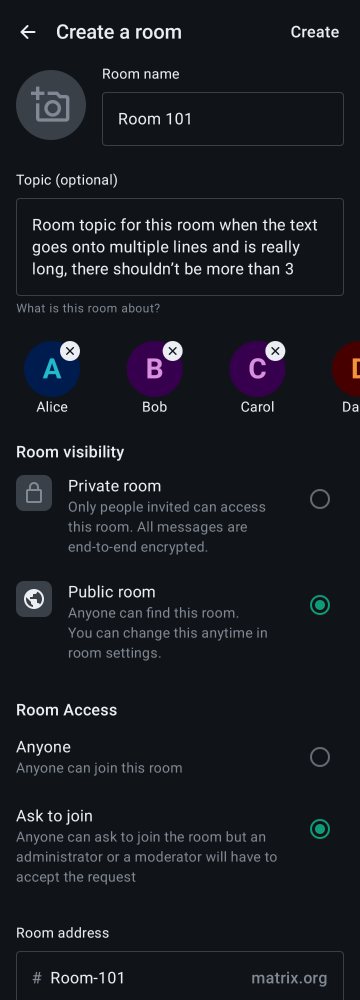 Create a room
Create
Room name
Room 101
Topic (optional)
Room topic for this room when the text
goes onto multiple lines and is really
long, there shouldn’t be more than 3
What is this room about?
A
B
C
D
Alice
Bob
Carol
Da
Room visibility
Private room
Only people invited can access
this room. All messages are
end-to-end encrypted.
Public room
Anyone can find this room.
You can change this anytime in
room settings.
Room Access
Anyone
Anyone can join this room
Ask to join
Anyone can ask to join the room but an
administrator or a moderator will have to
accept the request
Room address
# Room-101 matrix.org